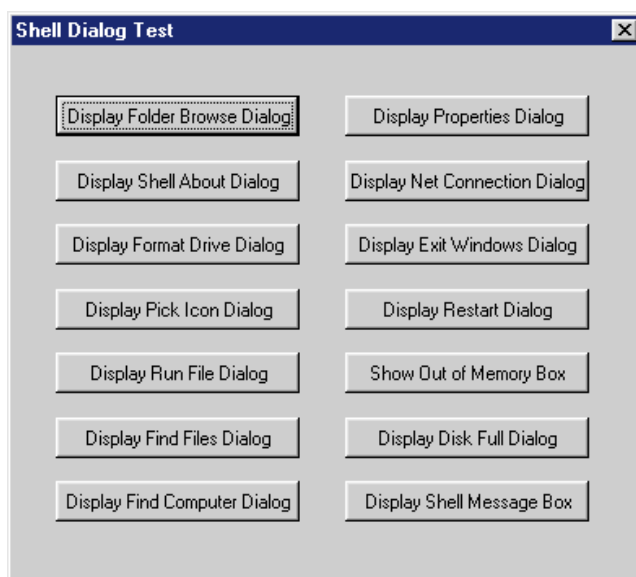 Shell Dialog Test
Display Folder Browse Dialog
Display Properties Dialog
Display Shell About Dialog
Display Net Connection Dialog
Display Format Drive Dialog
Display Exit Windows Dialog
Display Pick Icon Dialog
Display Restart Dialog
Display Run File Dialog
Show Out of Memory Box
Display Find Files Dialog
Display Disk Full Dialog
Display Find Computer Dialog
Display Shell Message Box